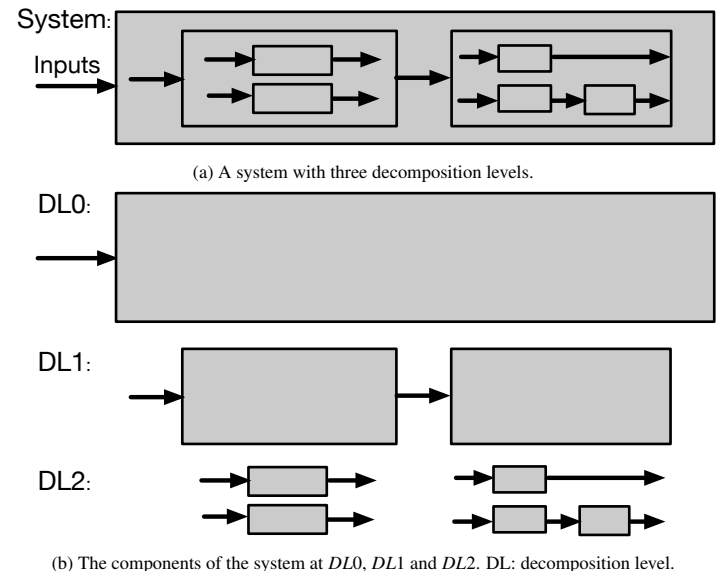 System:
Inputs
(a) A system with three decomposition levels.
DL0:
DL1:
DL2:
(b) The components of the system at DL0, DL1 and DL2. DL: decomposition level.